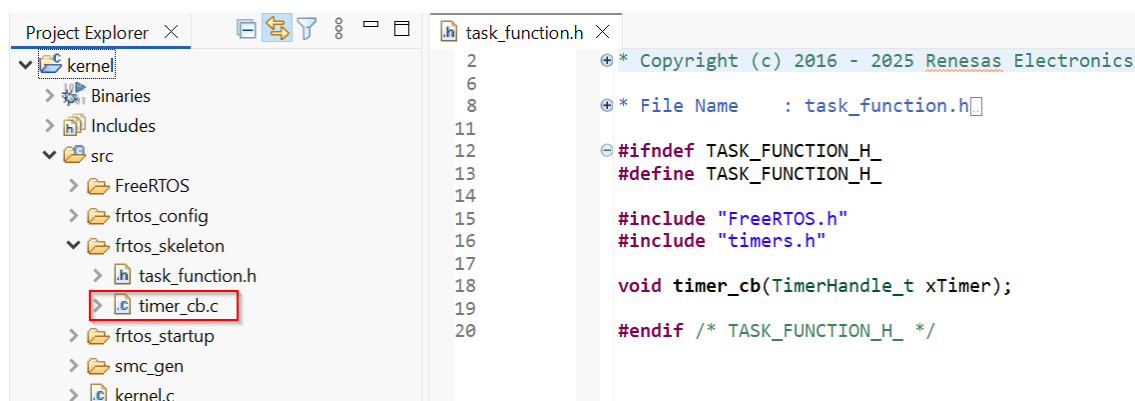 Project Explorer
kernel
Binaries
Includes
src
FreeRTOS
frtos_config
frtos_skeleton
task_function.h
timer_cb.c
frtos_startup
smc_gen
kernel.c
task_function.h
2 * Copyright (c) 2016 - 2025 Renesas Electronics
6
8 * File Name : task_function.h
11
12 #ifndef TASK_FUNCTION_H_
13 #define TASK_FUNCTION_H_
14
15 #include "FreeRTOS.h"
16 #include "timers.h"
17
18 void timer_cb(TimerHandle_t xTimer);
19
20 #endif /* TASK_FUNCTION_H_ */